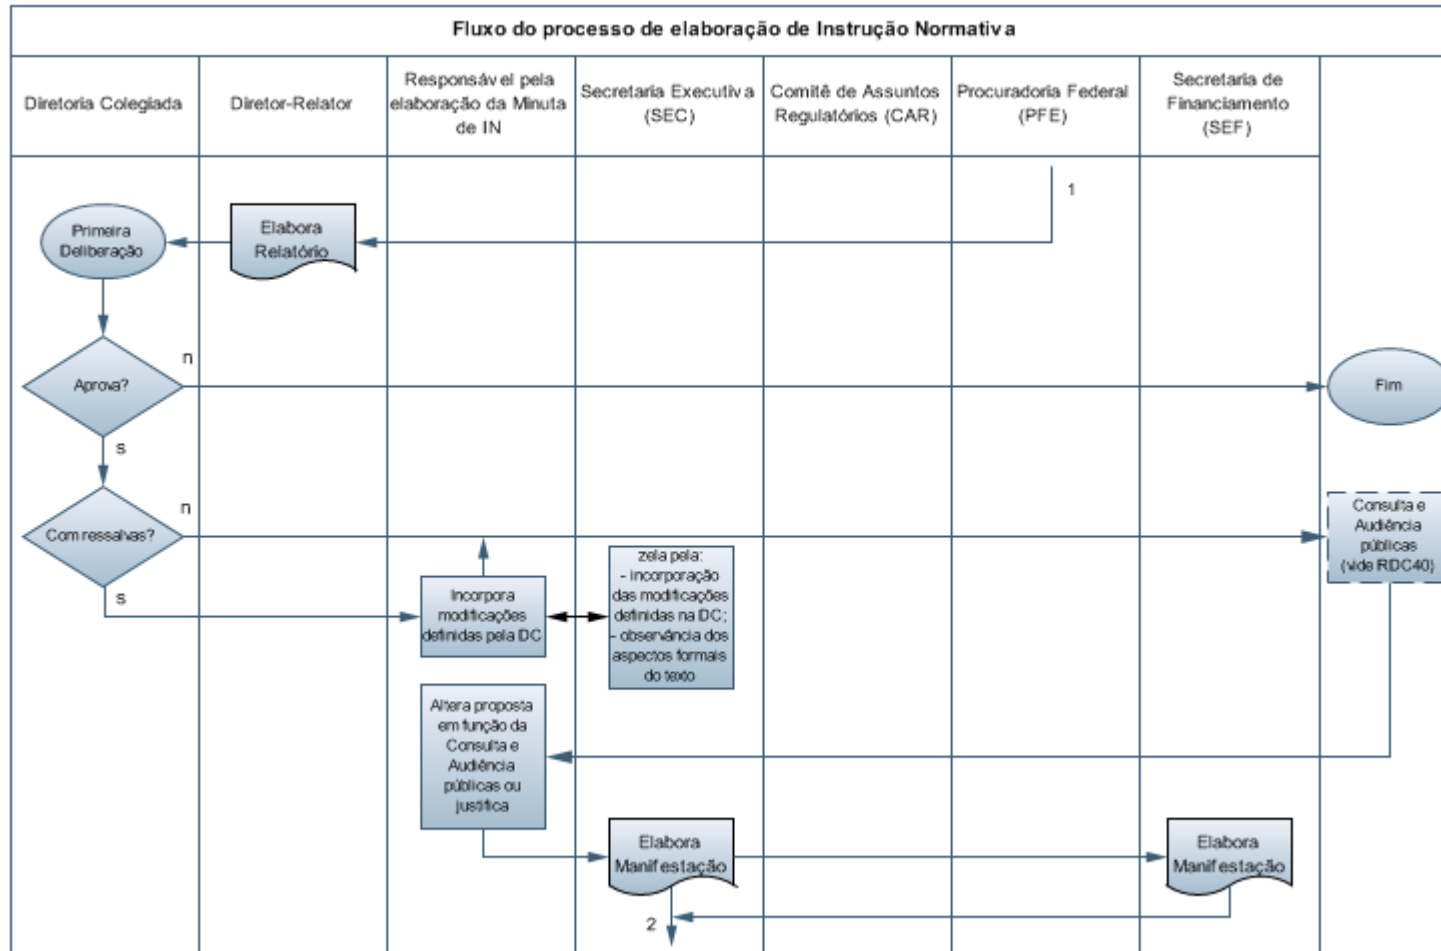 Fluxo do processo de elaboração de Instrução Normativa
Diretoria Colegiada
Diretor-Relator
Responsável pela
elaboração da Minuta
de IN
Secretaria Executiva
(SEC)
Comitê de Assuntos
Regulatórios (CAR)
Procuradoria Federal
(PFE)
Secretaria de
Financiamento
(SEF)
1
Primeira
Deliberação
Elabora
Relatório
n
Aprova?
Fim
s
n
Com ressalvas?
Consulta e
Audiência
públicas
(vide RDC40)
s
Incorpora
modificações
definidas pela DC
zela pela:
- incorporação
das modificações
definidas na DC;
- observância dos
aspectos formais
do texto
Altera proposta
em função da
Consulta e
Audiência
públicas ou
justifica
Elabora
Manifestação
Elabora
Manifestação
2